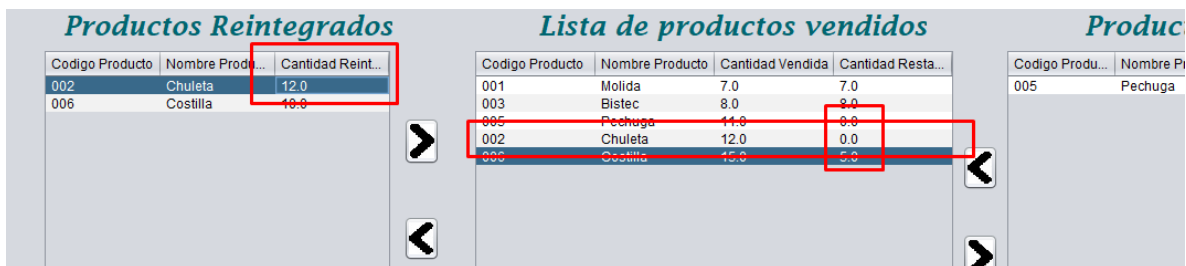 Productos Reintegrados
Codigo Producto Nombre Produ... Cantidad Reint...
002 Chuleta 12.0
006 Costilla 10.0
Lista de productos vendidos
Codigo Producto Nombre Producto Cantidad Vendida Cantidad Resta...
001 Molida 7.0 7.0
003 Bistec 8.0 8.0
005 Pechuga 11.0 0.0
002 Chuleta 12.0 0.0
006 Costilla 15.0 5.0
Produc
Codigo Produ... Nombre Pr
005 Pechuga